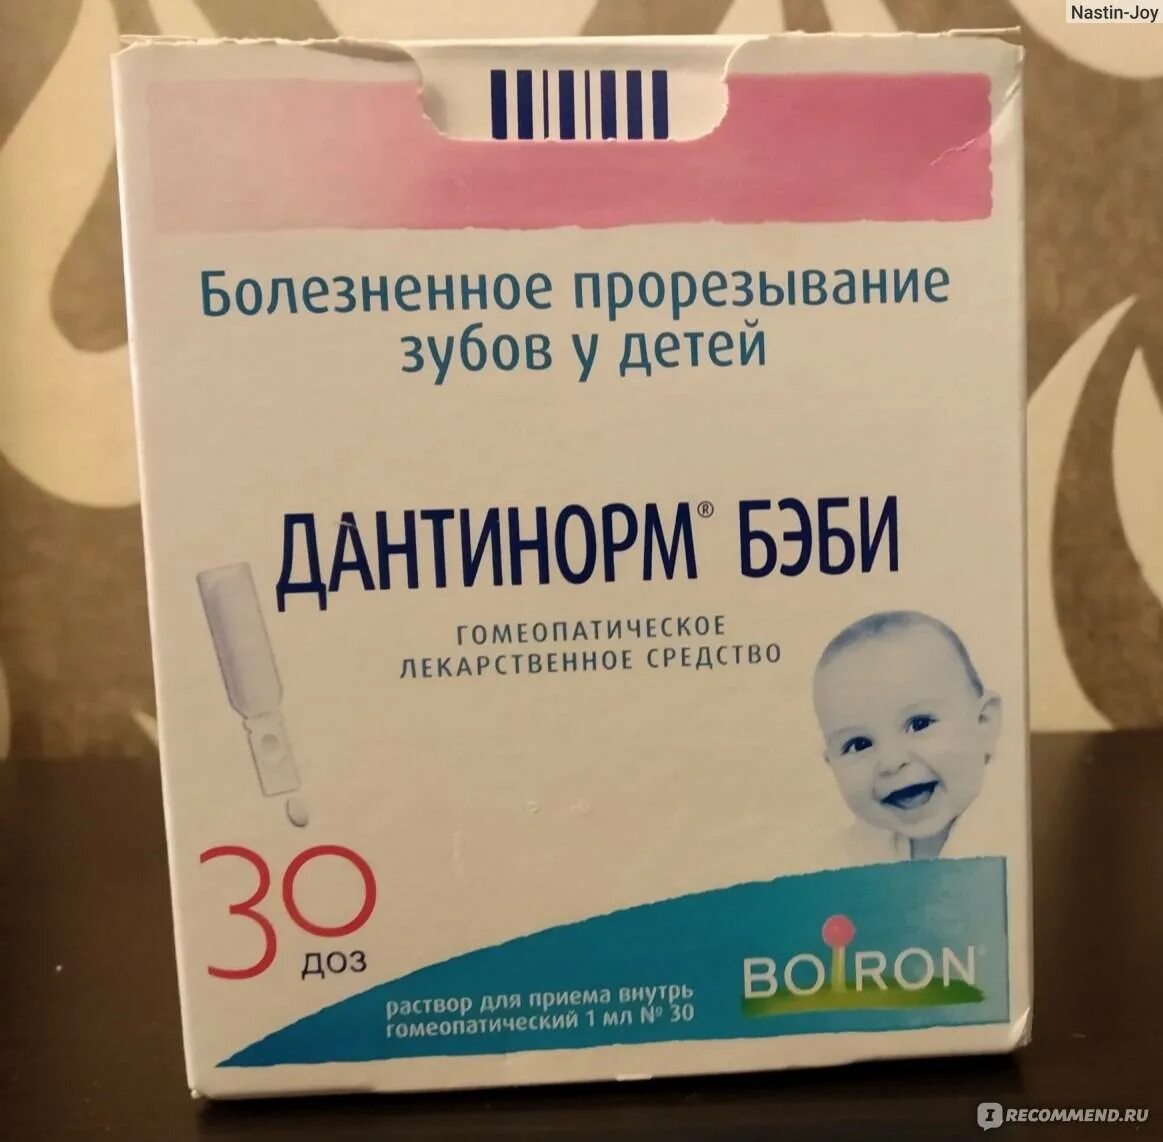 Nastin-Joy
Болезненное прорезывание
зубов у детей
ДАНТИНОРМ® БЭБИ
ГОМЕОПАТИЧЕСКОЕ
ЛЕКАРСТВЕННОЕ СРЕДСТВО
30
ДОЗ
раствор для приема внутрь
гомеопатический 1 мл № 30
BOIRON®
IRECOMMEND.RU